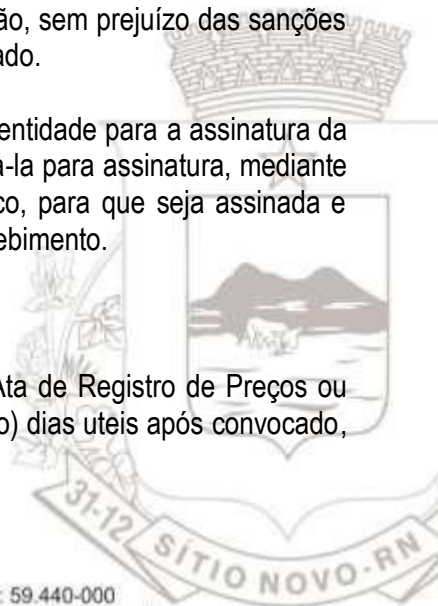 ão, sem prejuízo das sanções
ado.
entidade para a assinatura da
á-la para assinatura, mediante
co, para que seja assinada e
ebimento.
Ata de Registro de Preços ou
o) dias uteis após convocado,
31-12 SÍTIO NOVO-RN
: 59.440-000